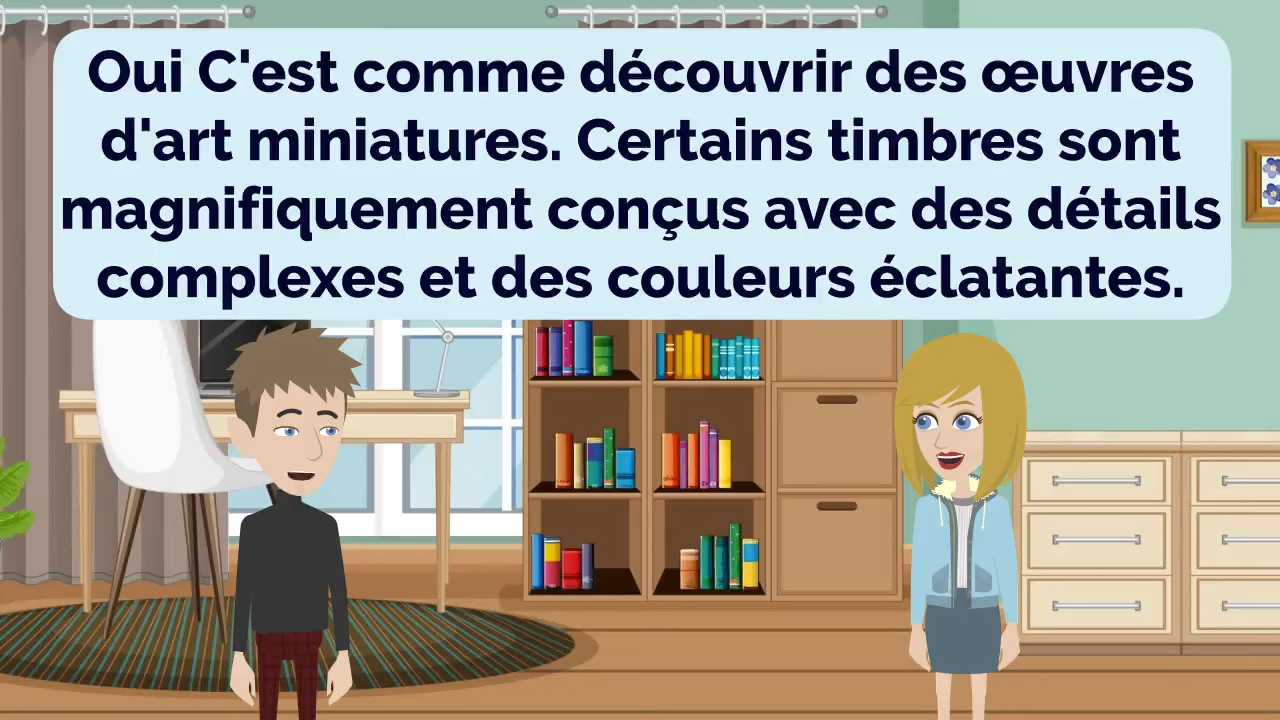 Oui C'est comme découvrir des œuvres
d'art miniatures. Certains timbres sont
magnifiquement conçus avec des détails
complexes et des couleurs éclatantes.